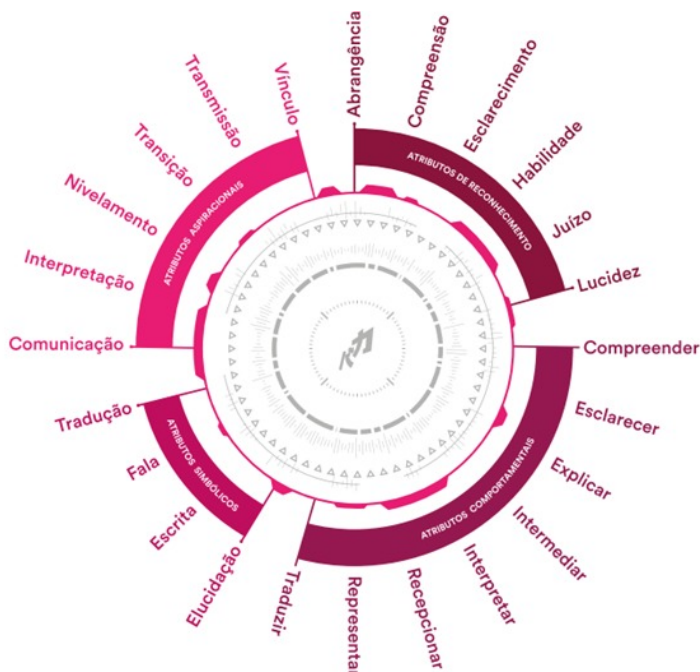 Abrangência
Compreensão
Esclarecimento
Habilidade
Juízo
Lucidez
ATRIBUTOS DE RECONHECIMENTO
Compreender
Esclarecer
Explicar
Intermediar
Interpretar
Recepcionar
Representar
Traduzir
ATRIBUTOS COMPORTAMENTAIS
Elucidação
Escrita
Fala
Tradução
ATRIBUTOS SIMBÓLICOS
Comunicação
Interpretação
Nivelamento
Transição
Transmissão
Vínculo
ATRIBUTOS ASPIRACIONAIS